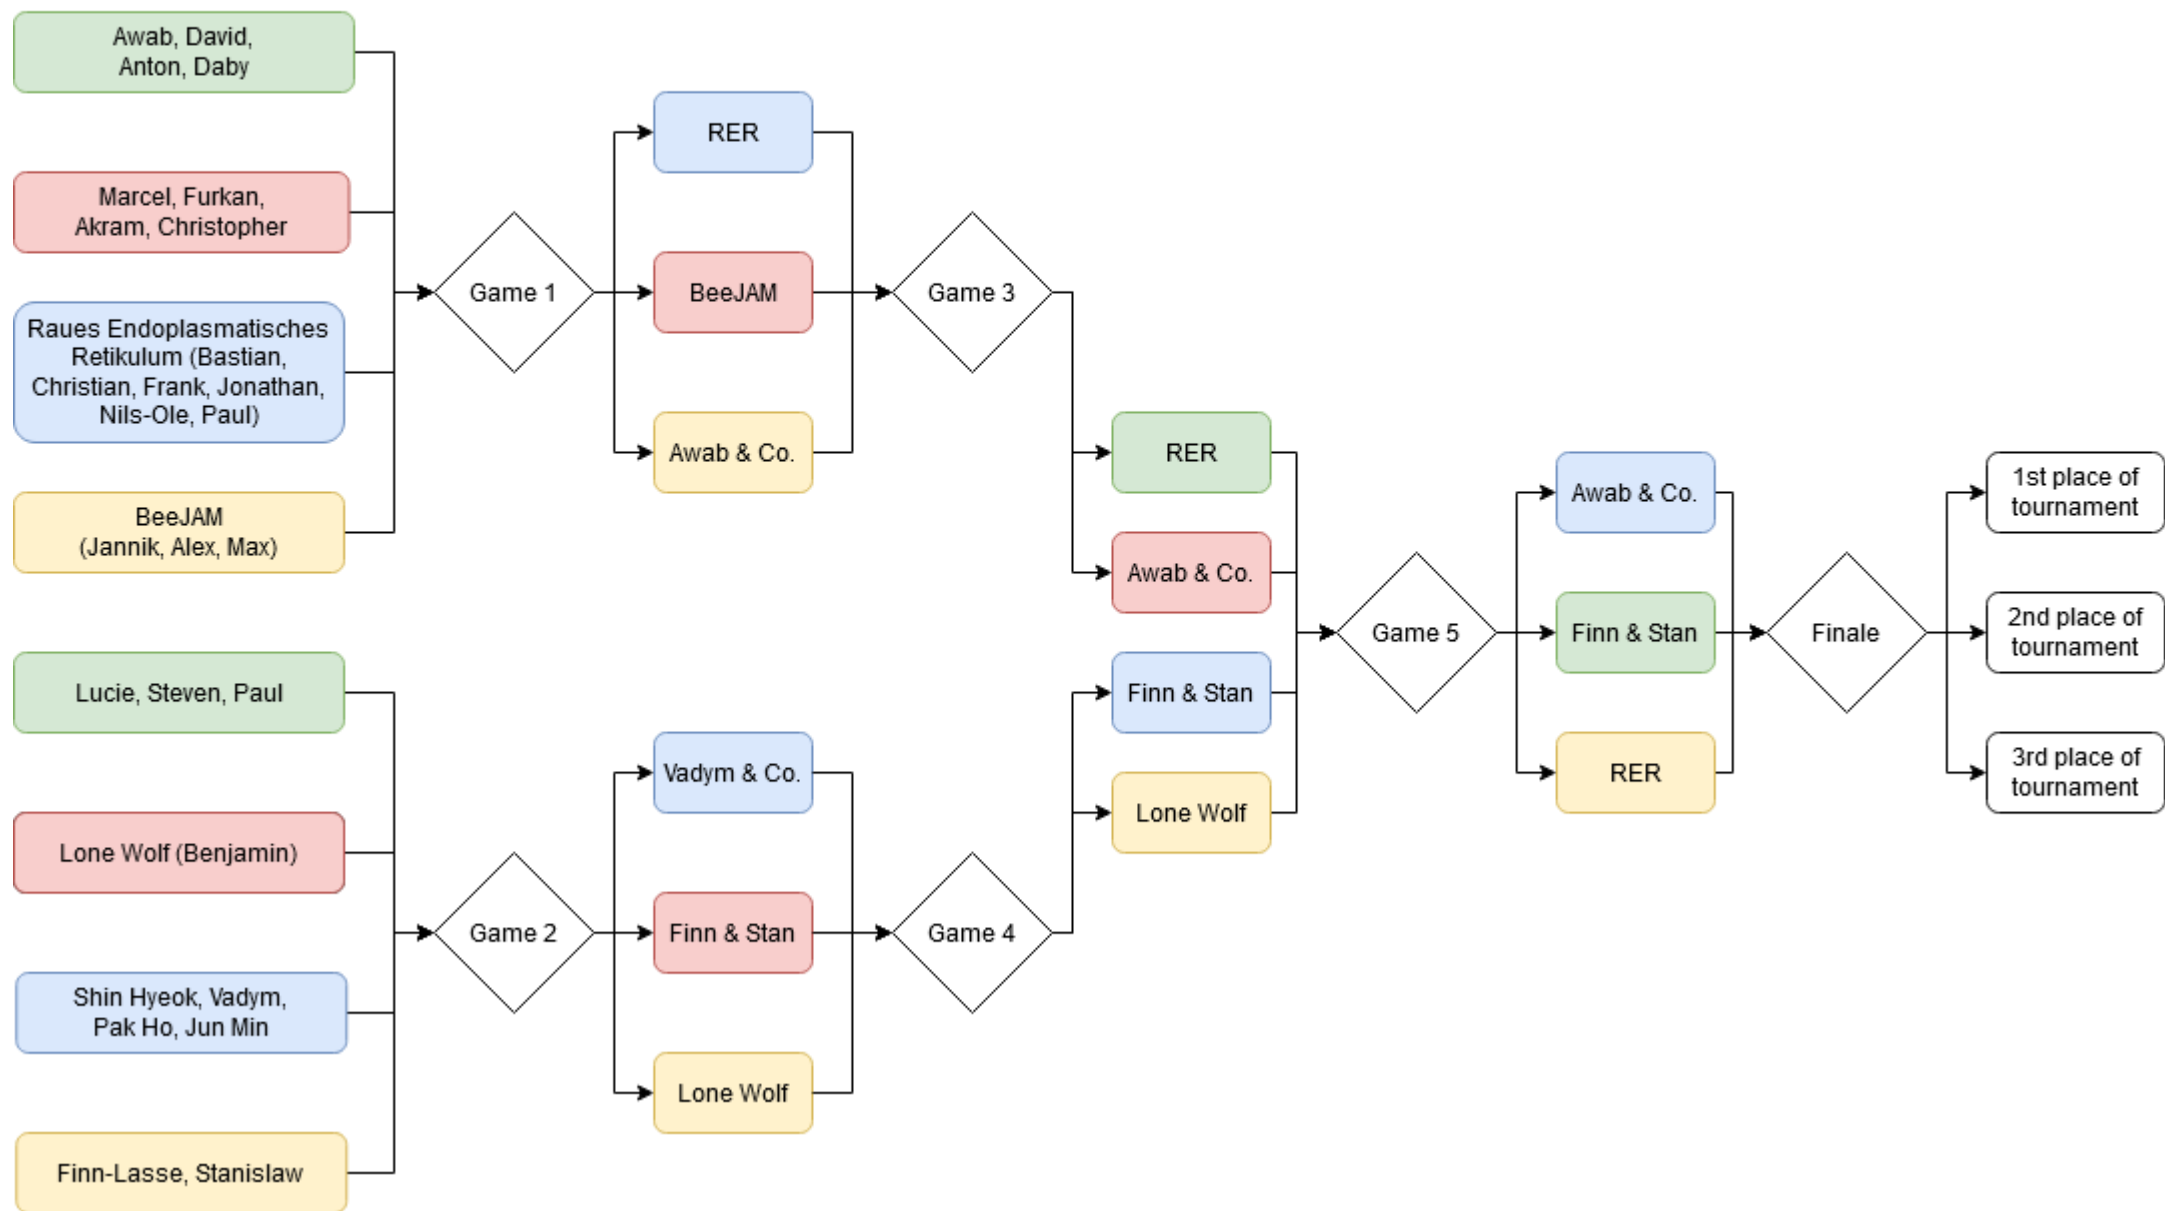 Awab, David,
Anton, Daby
Marcel, Furkan,
Akram, Christopher
Raues Endoplasmatisches
Retikulum (Bastian,
Christian, Frank, Jonathan,
Nils-Ole, Paul)
BeeJAM
(Jannik, Alex, Max)
Lucie, Steven, Paul
Lone Wolf (Benjamin)
Shin Hyeok, Vadym,
Pak Ho, Jun Min
Finn-Lasse, Stanislaw
Game 1
Game 2
RER
BeeJAM
Awab & Co.
Vadym & Co.
Finn & Stan
Lone Wolf
Game 3
Game 4
RER
Awab & Co.
Finn & Stan
Lone Wolf
Game 5
Awab & Co.
Finn & Stan
RER
Finale
1st place of
tournament
2nd place of
tournament
3rd place of
tournament